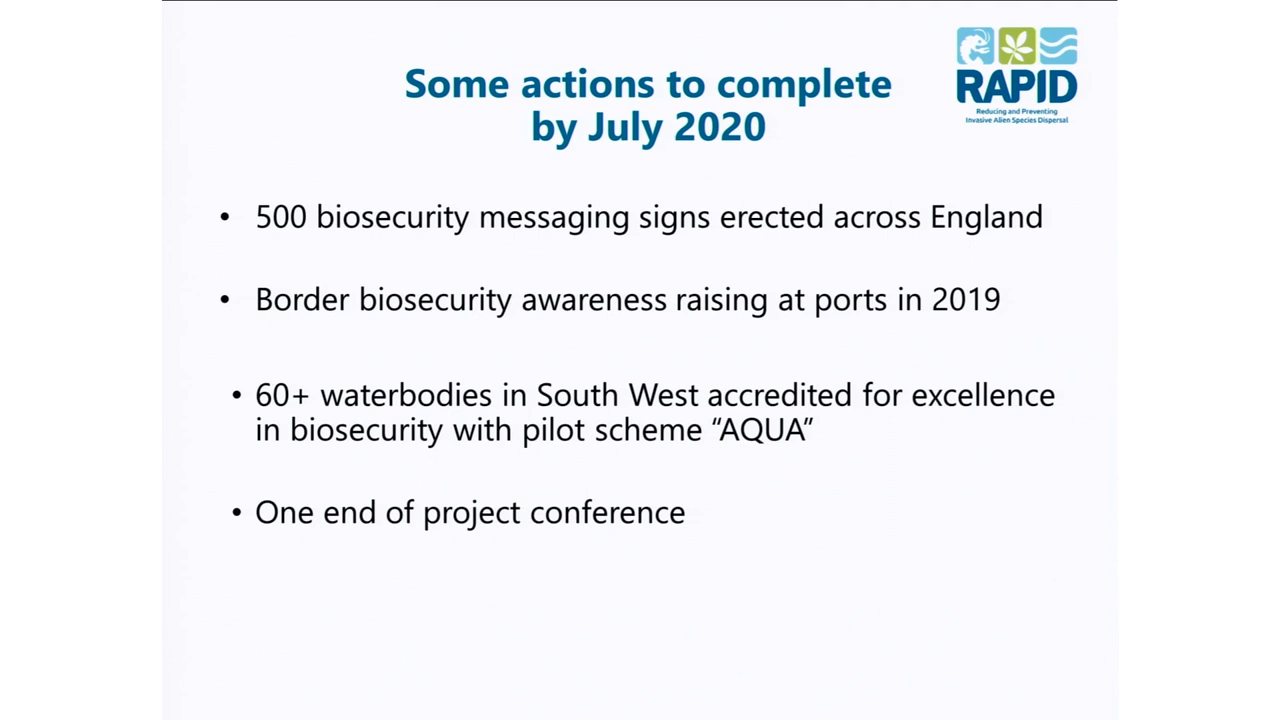 Some actions to complete
by July 2020
RAPID
Reducing and Preventing
Invasive Alien Species Dispersal
• 500 biosecurity messaging signs erected across England
• Border biosecurity awareness raising at ports in 2019
• 60+ waterbodies in South West accredited for excellence
in biosecurity with pilot scheme “AQUA”
• One end of project conference